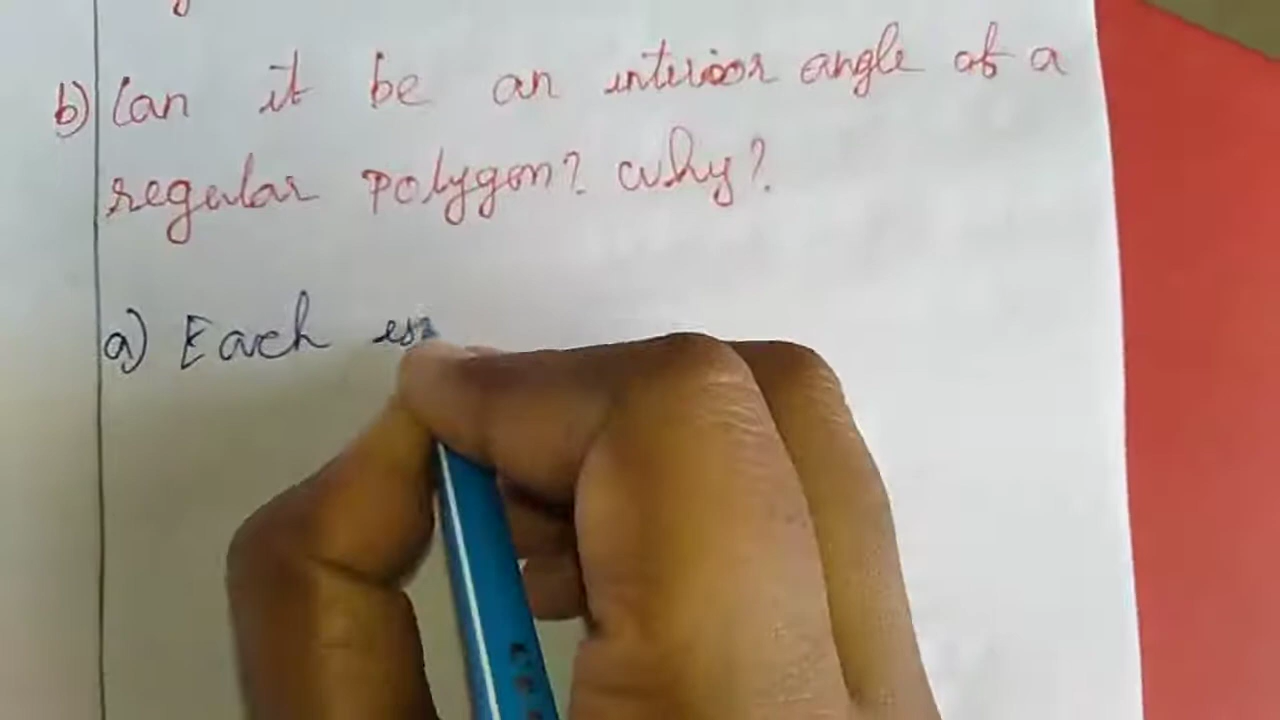 b) Can it be an interior angle of a
regular polygon? why?
a) Each